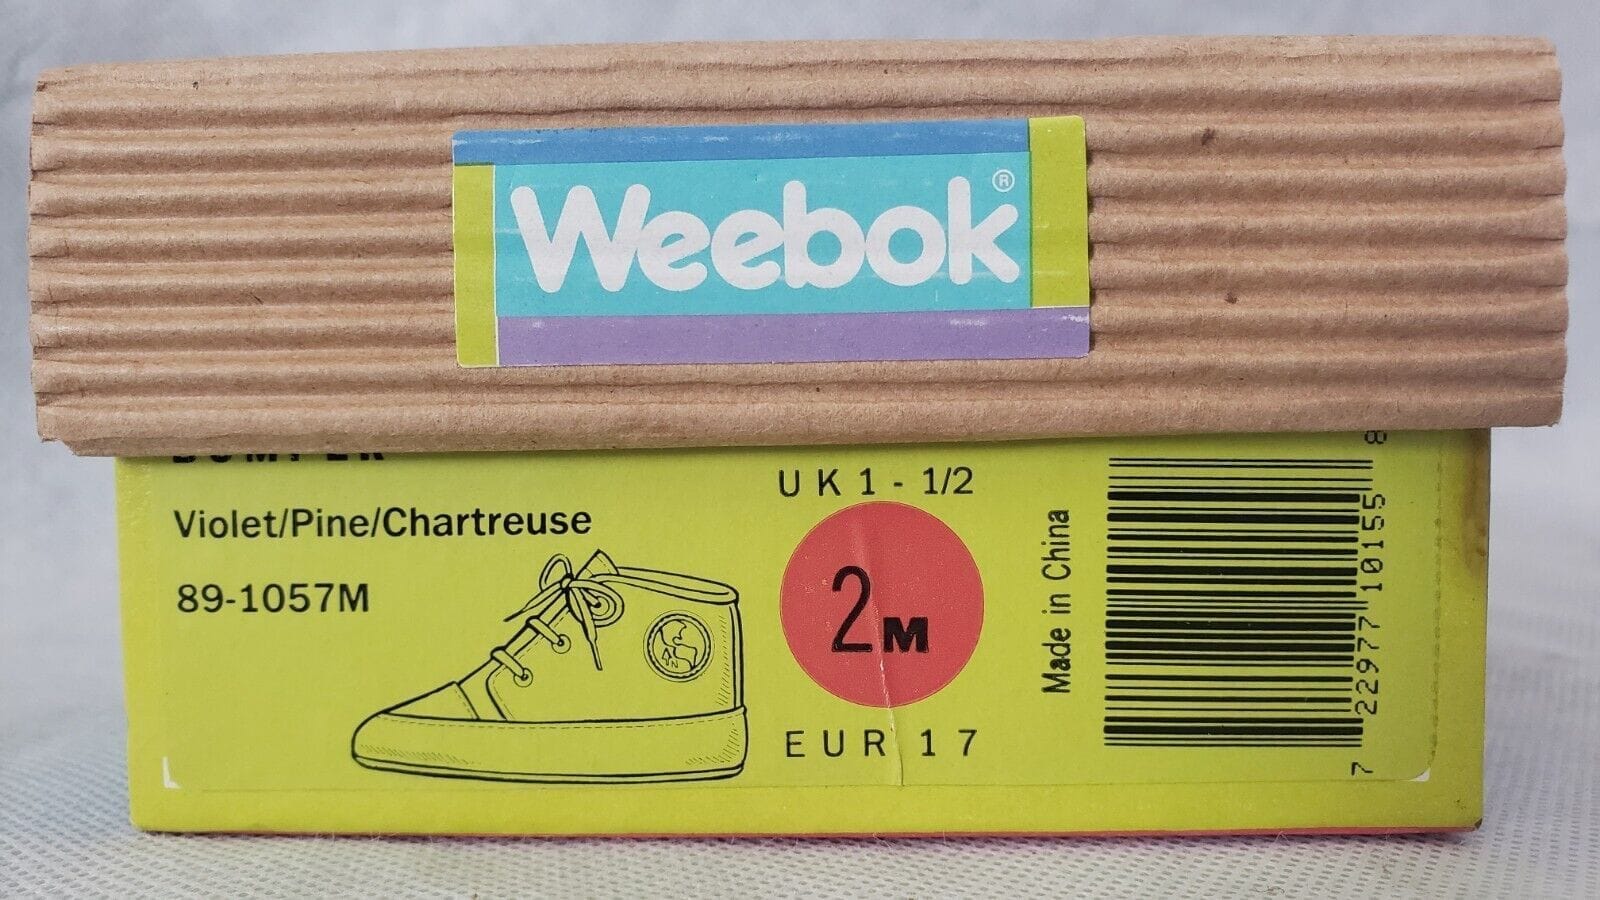 Weebok®
BUMPER
Violet/Pine/Chartreuse
89-1057M
N
UK 1 - 1/2
2M
EUR 17
Made in China
7 22977 10155 8